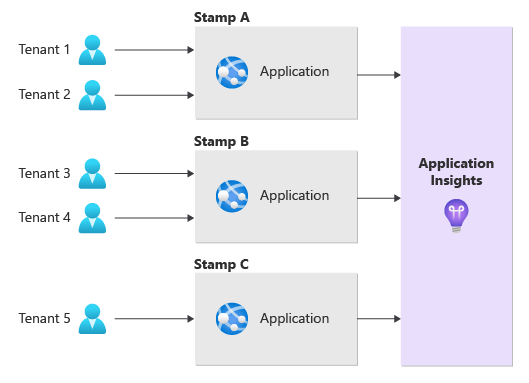 Stamp A
Tenant 1
Application
Tenant 2
Stamp B
Tenant 3
Application
Tenant 4
Stamp C
Tenant 5
Application
Application
Insights